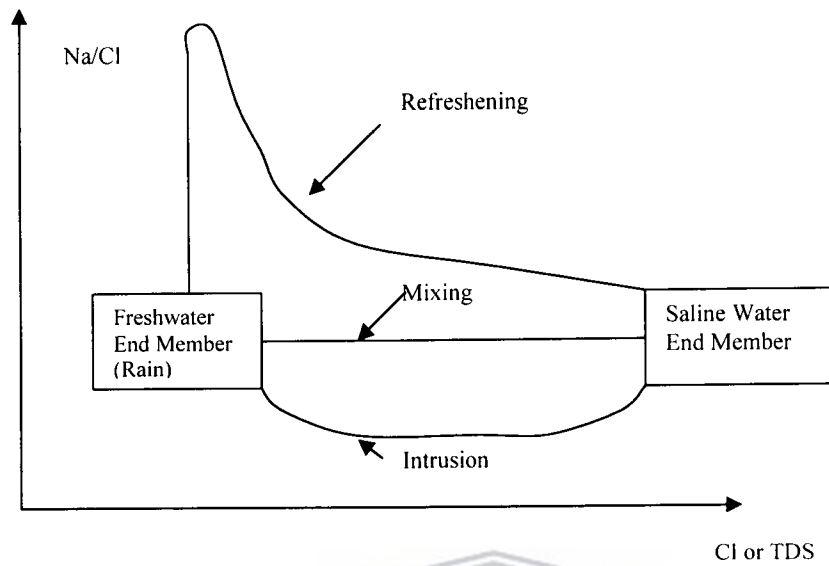 Na/Cl
Refreshening
Mixing
Freshwater
End Member
(Rain)
Saline Water
End Member
Intrusion
Cl or TDS